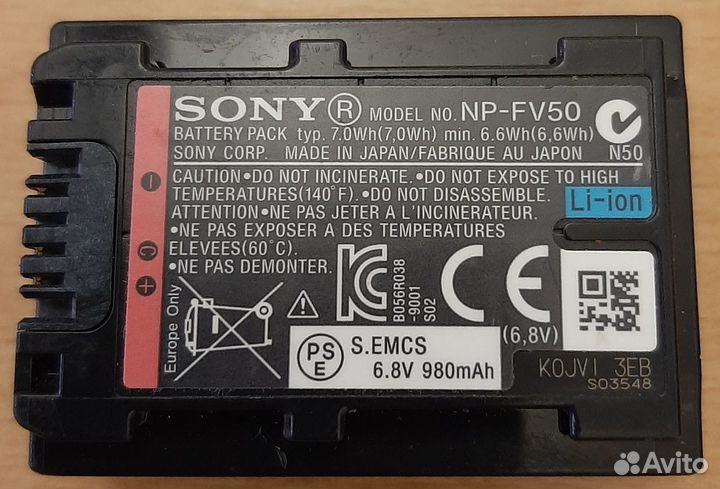 SONY® MODEL NO. NP-FV50
BATTERY PACK typ. 7.0Wh(7,0Wh) min. 6.6Wh(6,6Wh)
SONY CORP. MADE IN JAPAN/FABRIQUE AU JAPON
N50
CAUTION•DO NOT INCINERATE.•DO NOT EXPOSE TO HIGH
TEMPERATURES(140°F).•DO NOT DISASSEMBLE.
ATTENTION•NE PAS JETER A L'INCINERATEUR.
•NE PAS EXPOSER A DES TEMPERATURES
ELEVEES(60°C).
•NE PAS DEMONTER.
Li-ion
− C +
Europe Only
B056R038
-9001
S02
CE
(6,8V)
PS
E
S.EMCS
6.8V 980mAh
KOJVI 3EB
S03548
Avito